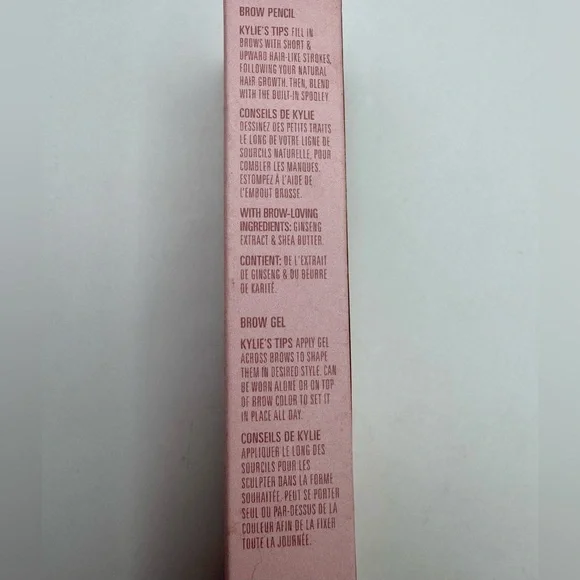 BROW PENCIL
KYLIE'S TIPS FILL IN
BROWS WITH SHORT &
UPWARD HAIR-LIKE STROKES,
FOLLOWING YOUR NATURAL
HAIR GROWTH. THEN, BLEND
WITH THE BUILT-IN SPOOLEY.
CONSEILS DE KYLIE
DESSINEZ DES PETITS TRAITS
LE LONG DE VOTRE LIGNE DE
SOURCILS NATURELLE, POUR
COMBLER LES MANQUES.
ESTOMPEZ À L'AIDE DE
L'EMBOUT BROSSE.
WITH BROW-LOVING
INGREDIENTS: GINSENG
EXTRACT & SHEA BUTTER.
CONTIENT: DE L'EXTRAIT
DE GINSENG & DU BEURRE
DE KARITÉ.
BROW GEL
KYLIE'S TIPS APPLY GEL
ACROSS BROWS TO SHAPE
THEM IN DESIRED STYLE. CAN
BE WORN ALONE OR ON TOP
OF BROW COLOR TO SET IT
IN PLACE ALL DAY.
CONSEILS DE KYLIE
APPLIQUER LE LONG DES
SOURCILS POUR LES
SCULPTER DANS LA FORME
SOUHAITÉE. PEUT SE PORTER
SEUL OU PAR-DESSUS DE LA
COULEUR AFIN DE LA FIXER
TOUTE LA JOURNÉE.